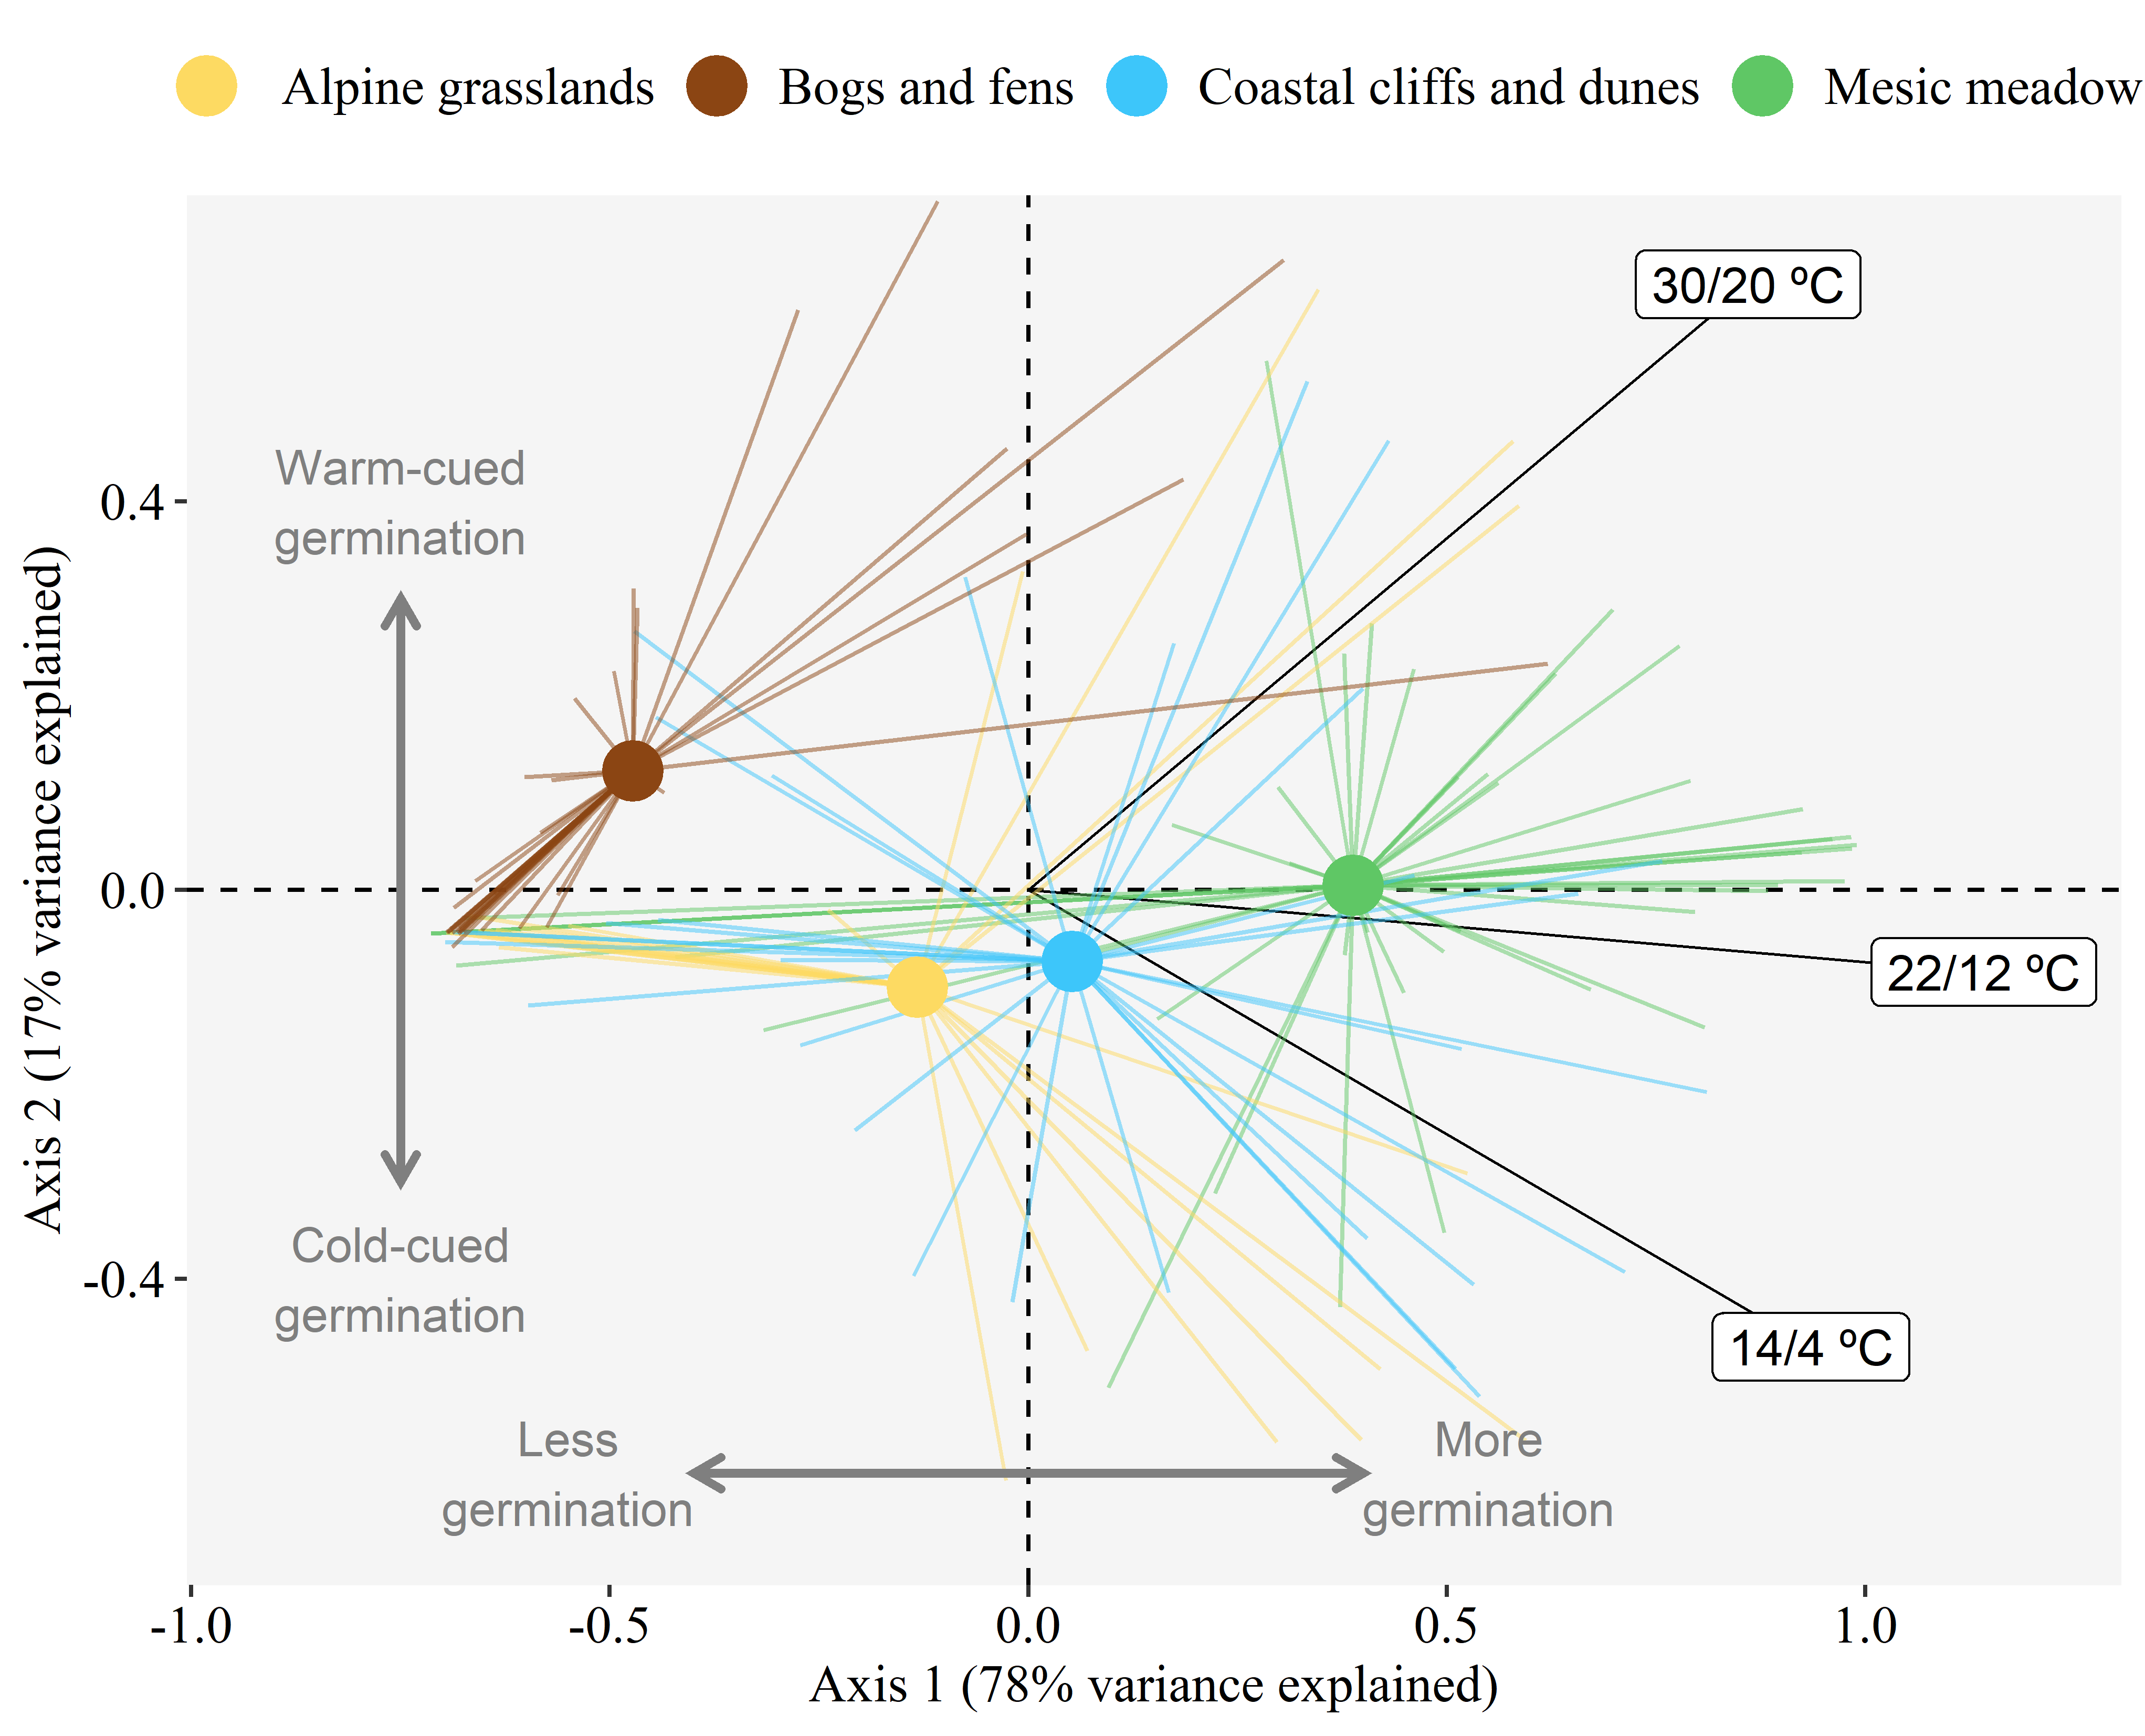 Alpine grasslands Bogs and fens Coastal cliffs and dunes Mesic meadow
30/20 ºC
Warm-cued
germination
0.4
0.0
-0.4
Axis 2 (17% variance explained)
22/12 ºC
Cold-cued
germination
14/4 ºC
Less
germination
More
germination
-1.0 -0.5 0.0 0.5 1.0
Axis 1 (78% variance explained)